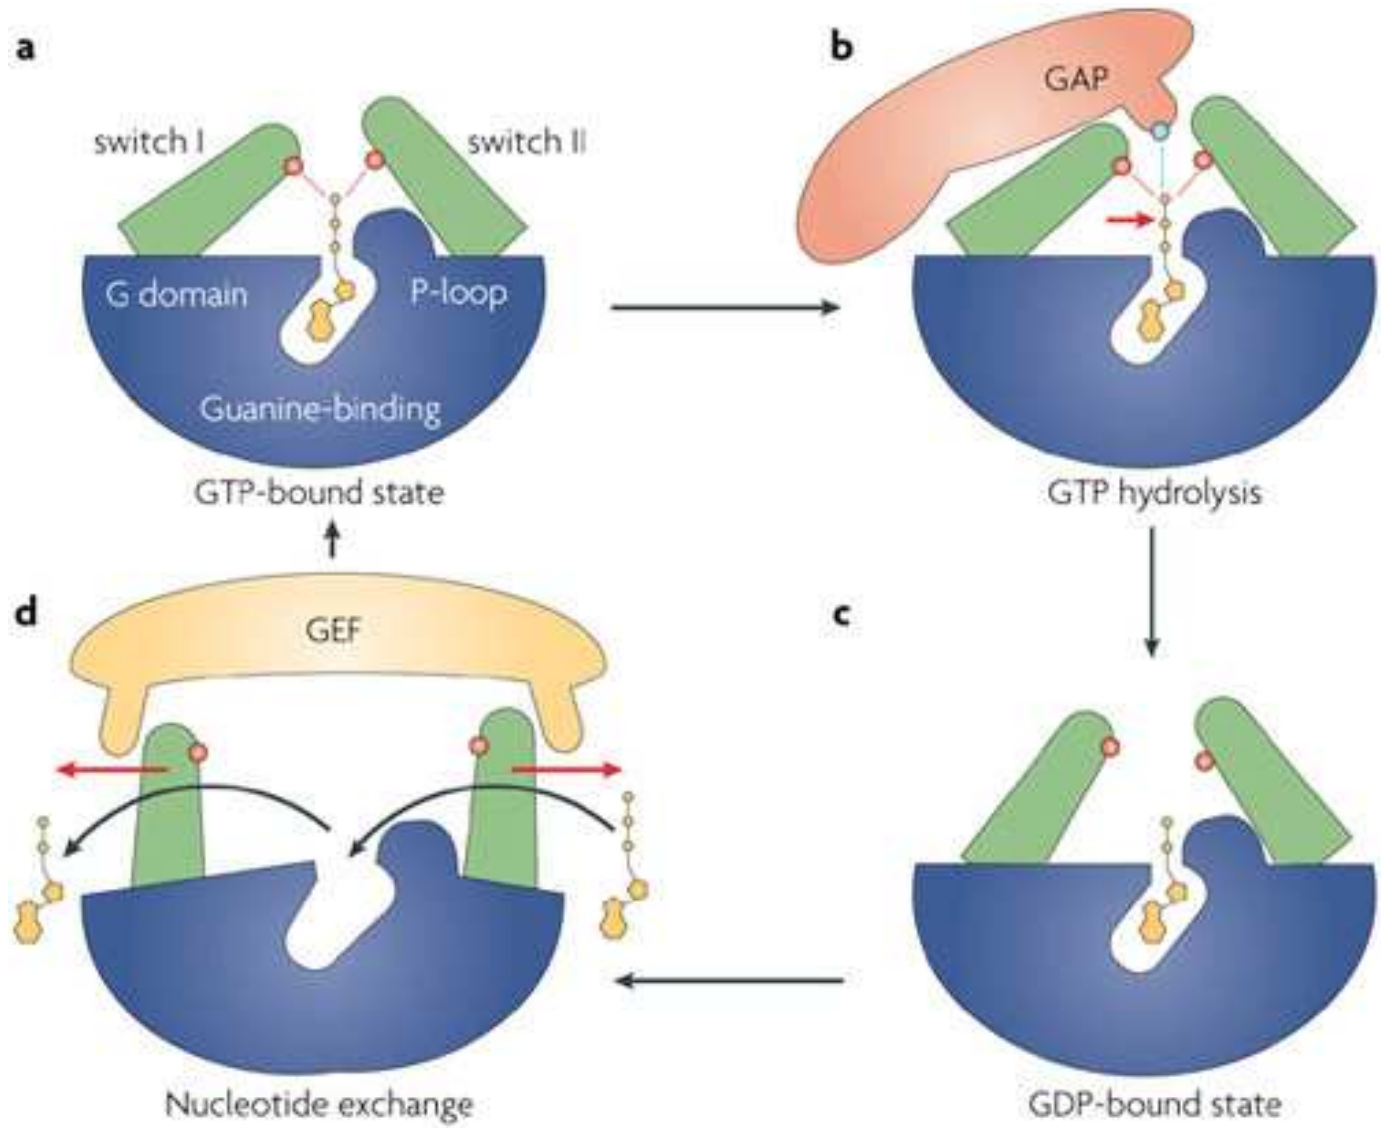 a
switch I
switch II
G domain
P-loop
Guanine-binding
GTP-bound state
b
GAP
GTP hydrolysis
d
GEF
Nucleotide exchange
c
GDP-bound state